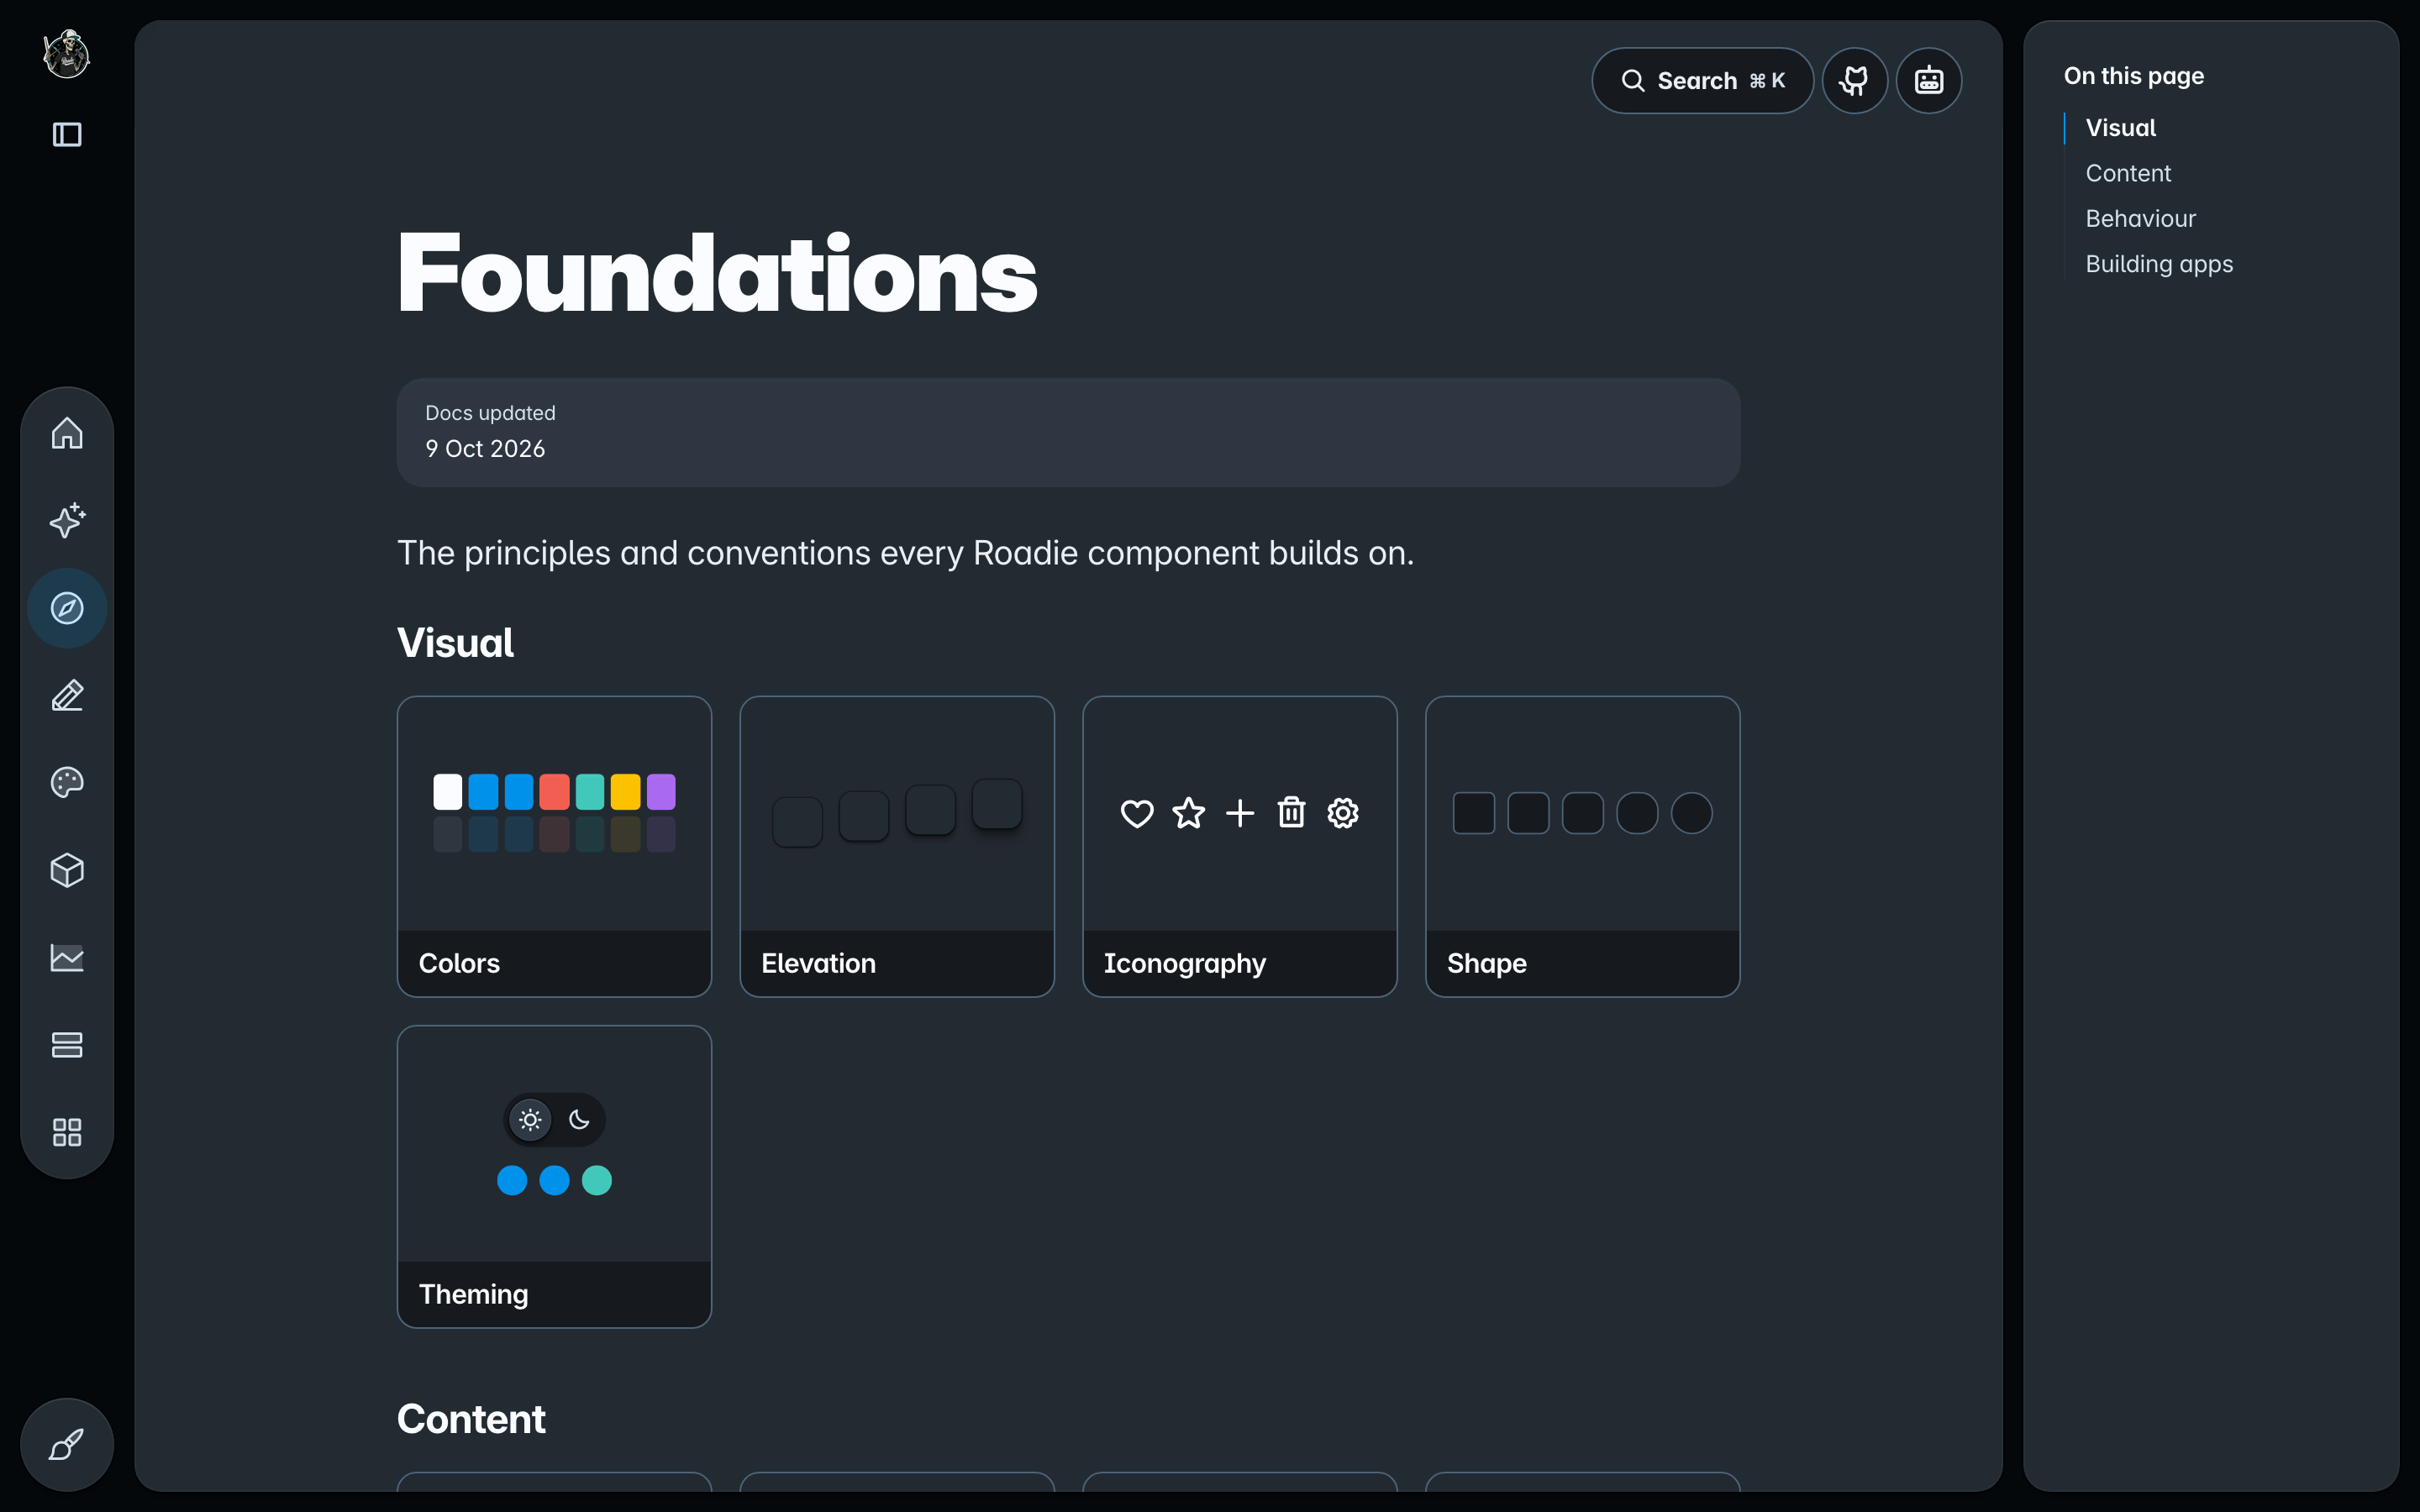 Search ⌘ K
On this page
Visual
Content
Behaviour
Building apps
Foundations
Docs updated
9 Oct 2026
The principles and conventions every Roadie component builds on.
Visual
Colors
Elevation
Iconography
Shape
Theming
Content